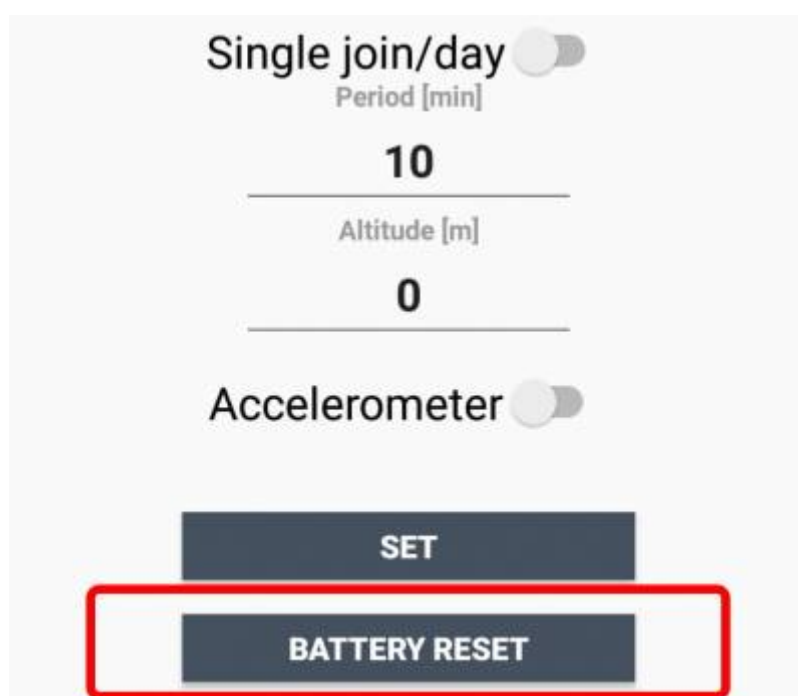 Single join/day
Period [min]
10
Altitude [m]
0
Accelerometer
SET
BATTERY RESET